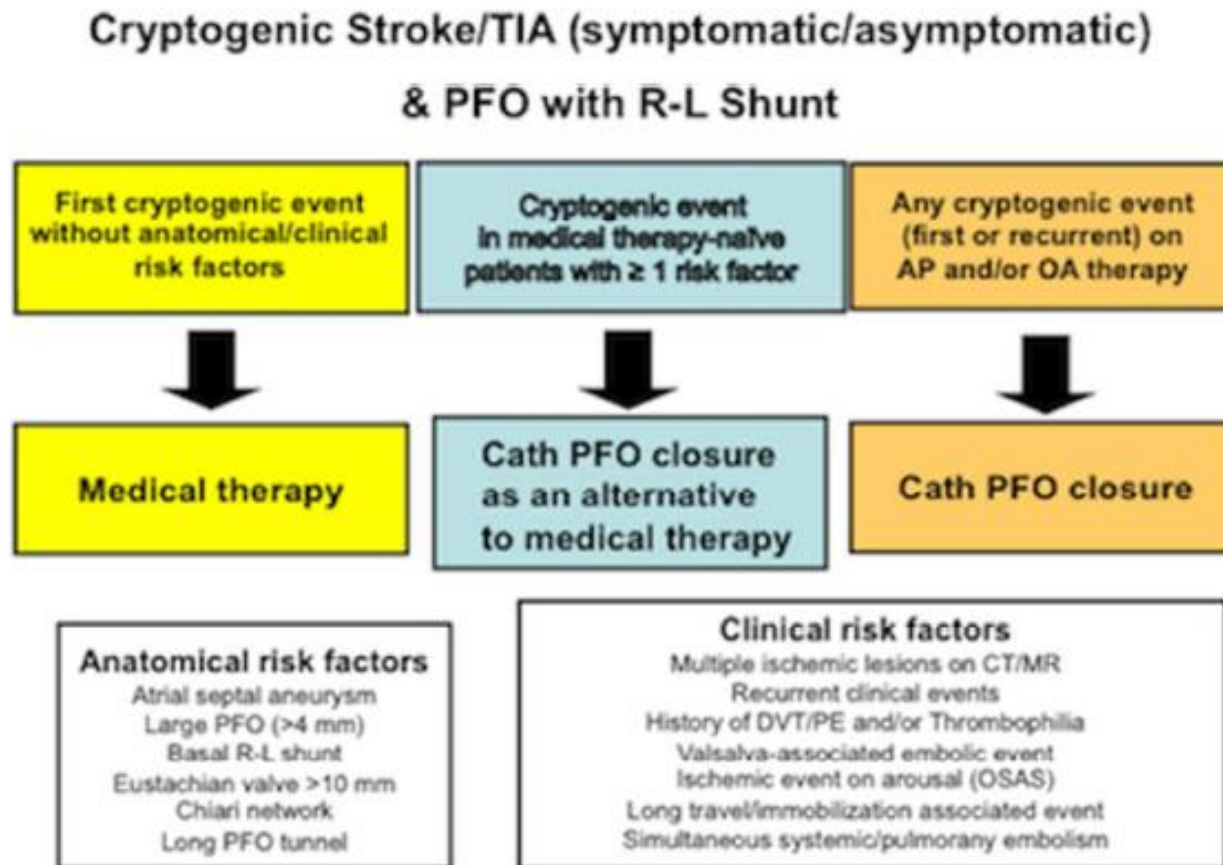 Cryptogenic Stroke/TIA (symptomatic/asymptomatic)
& PFO with R-L Shunt
First cryptogenic event
without anatomical/clinical
risk factors
Cryptogenic event
in medical therapy-naïve
patients with ≥ 1 risk factor
Any cryptogenic event
(first or recurrent) on
AP and/or OA therapy
Medical therapy
Cath PFO closure
as an alternative
to medical therapy
Cath PFO closure
Anatomical risk factors
Atrial septal aneurysm
Large PFO (>4 mm)
Basal R-L shunt
Eustachian valve >10 mm
Chiari network
Long PFO tunnel
Clinical risk factors
Multiple ischemic lesions on CT/MR
Recurrent clinical events
History of DVT/PE and/or Thrombophilia
Valsalva-associated embolic event
Ischemic event on arousal (OSAS)
Long travel/immobilization associated event
Simultaneous systemic/pulmorany embolism